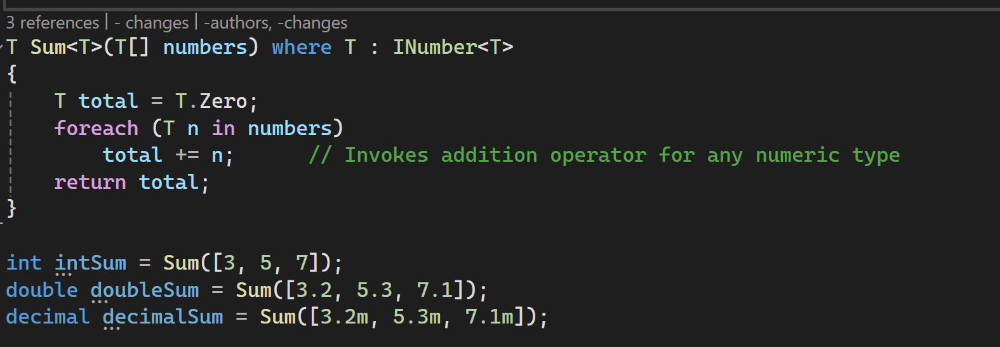 3 references | - changes | -authors, -changes
T Sum<T>(T[] numbers) where T : INumber<T>
{
    T total = T.Zero;
    foreach (T n in numbers)
        total += n;      // Invokes addition operator for any numeric type
    return total;
}
int intSum = Sum([3, 5, 7]);
double doubleSum = Sum([3.2, 5.3, 7.1]);
decimal decimalSum = Sum([3.2m, 5.3m, 7.1m]);